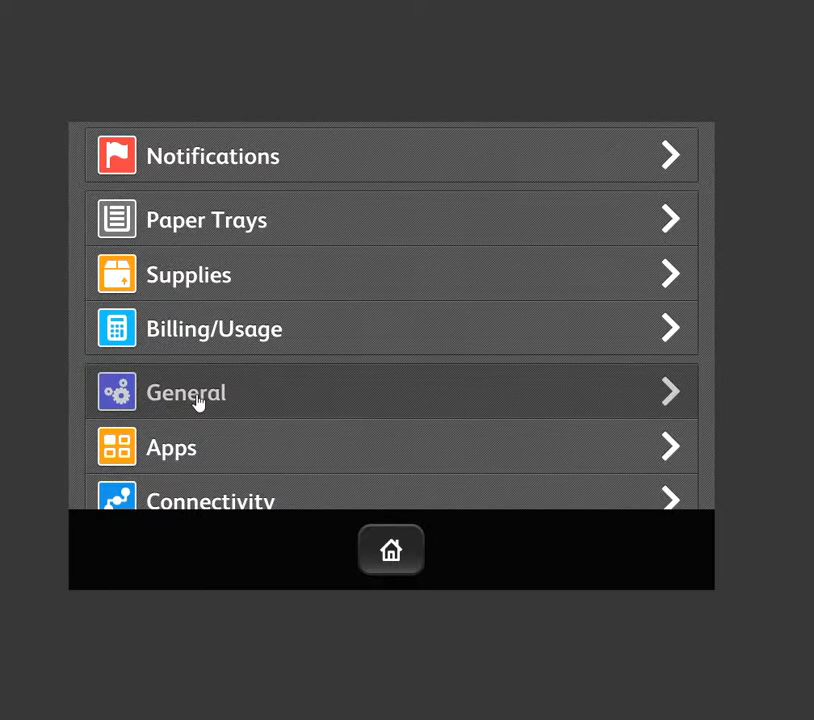 Notifications
Paper Trays
Supplies
Billing/Usage
General
Apps
Connectivity